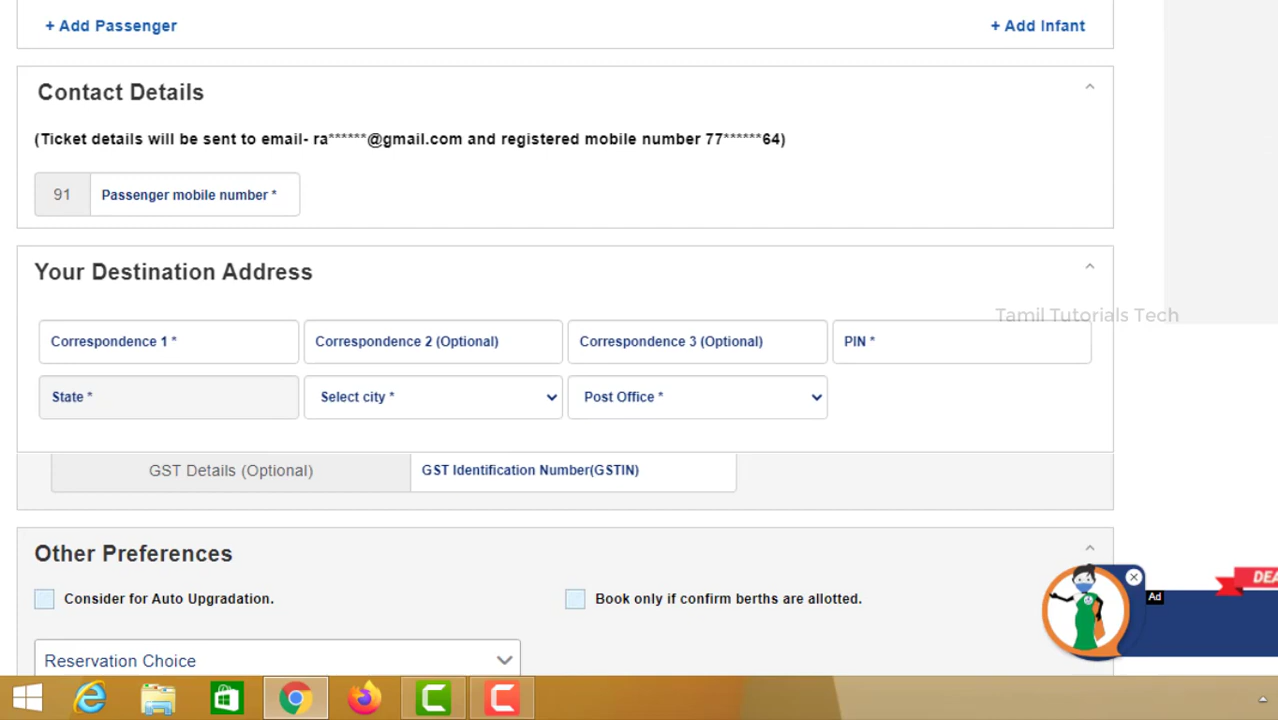 + Add Passenger
+ Add Infant
Contact Details
(Ticket details will be sent to email- ra******@gmail.com and registered mobile number 77******64)
91 Passenger mobile number *
Your Destination Address
Tamil Tutorials Tech
Correspondence 1 * Correspondence 2 (Optional) Correspondence 3 (Optional) PIN *
State * Select city * Post Office *
GST Details (Optional) GST Identification Number(GSTIN)
Other Preferences
Consider for Auto Upgradation. Book only if confirm berths are allotted.
Ad
Reservation Choice